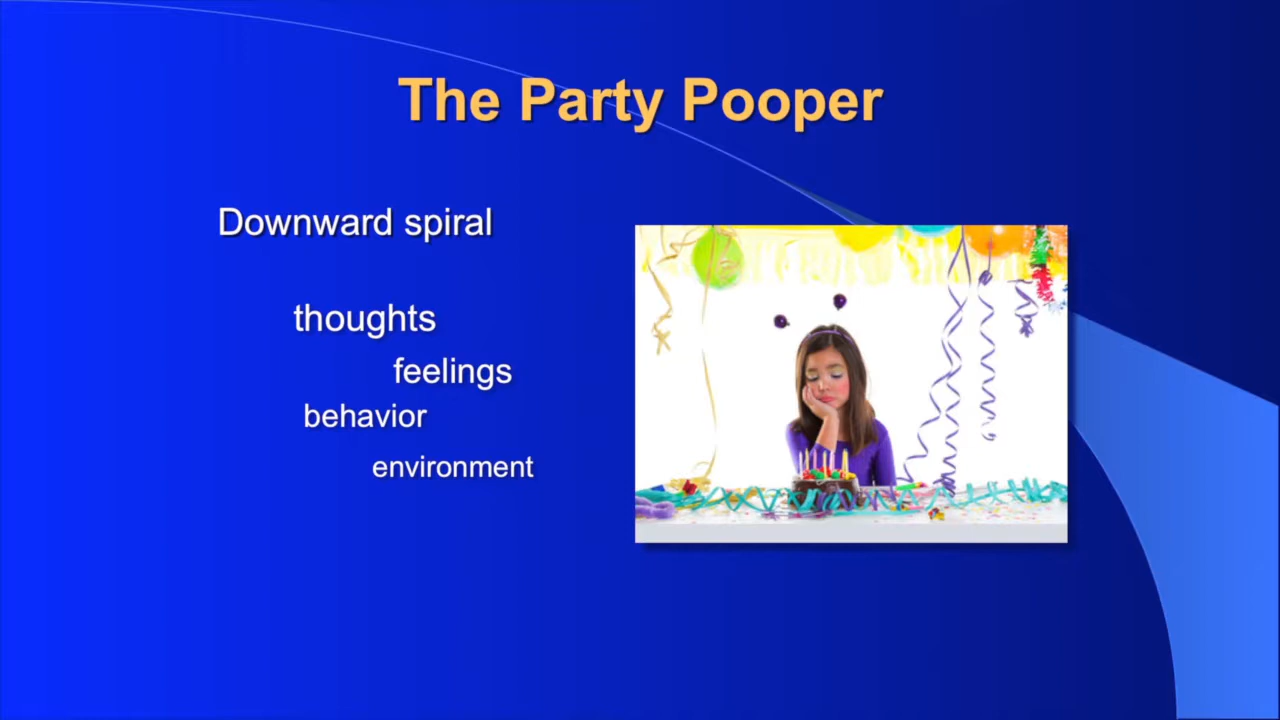 The Party Pooper
Downward spiral
thoughts
feelings
behavior
environment